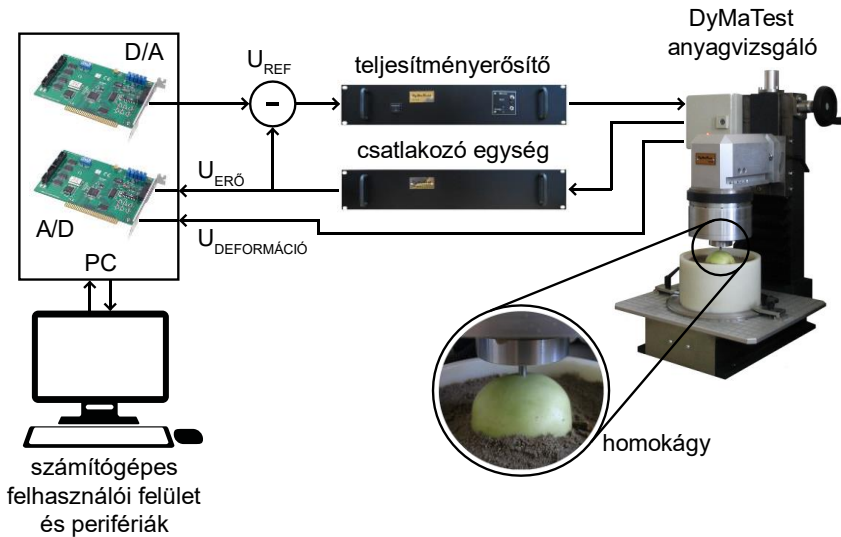 DyMaTest
anyagvizsgáló
D/A
U_REF
teljesítményerősítő
-
csatlakozó egység
U_ERŐ
A/D
U_DEFORMÁCIÓ
PC
homokágy
számítógépes
felhasználói felület
és perifériák